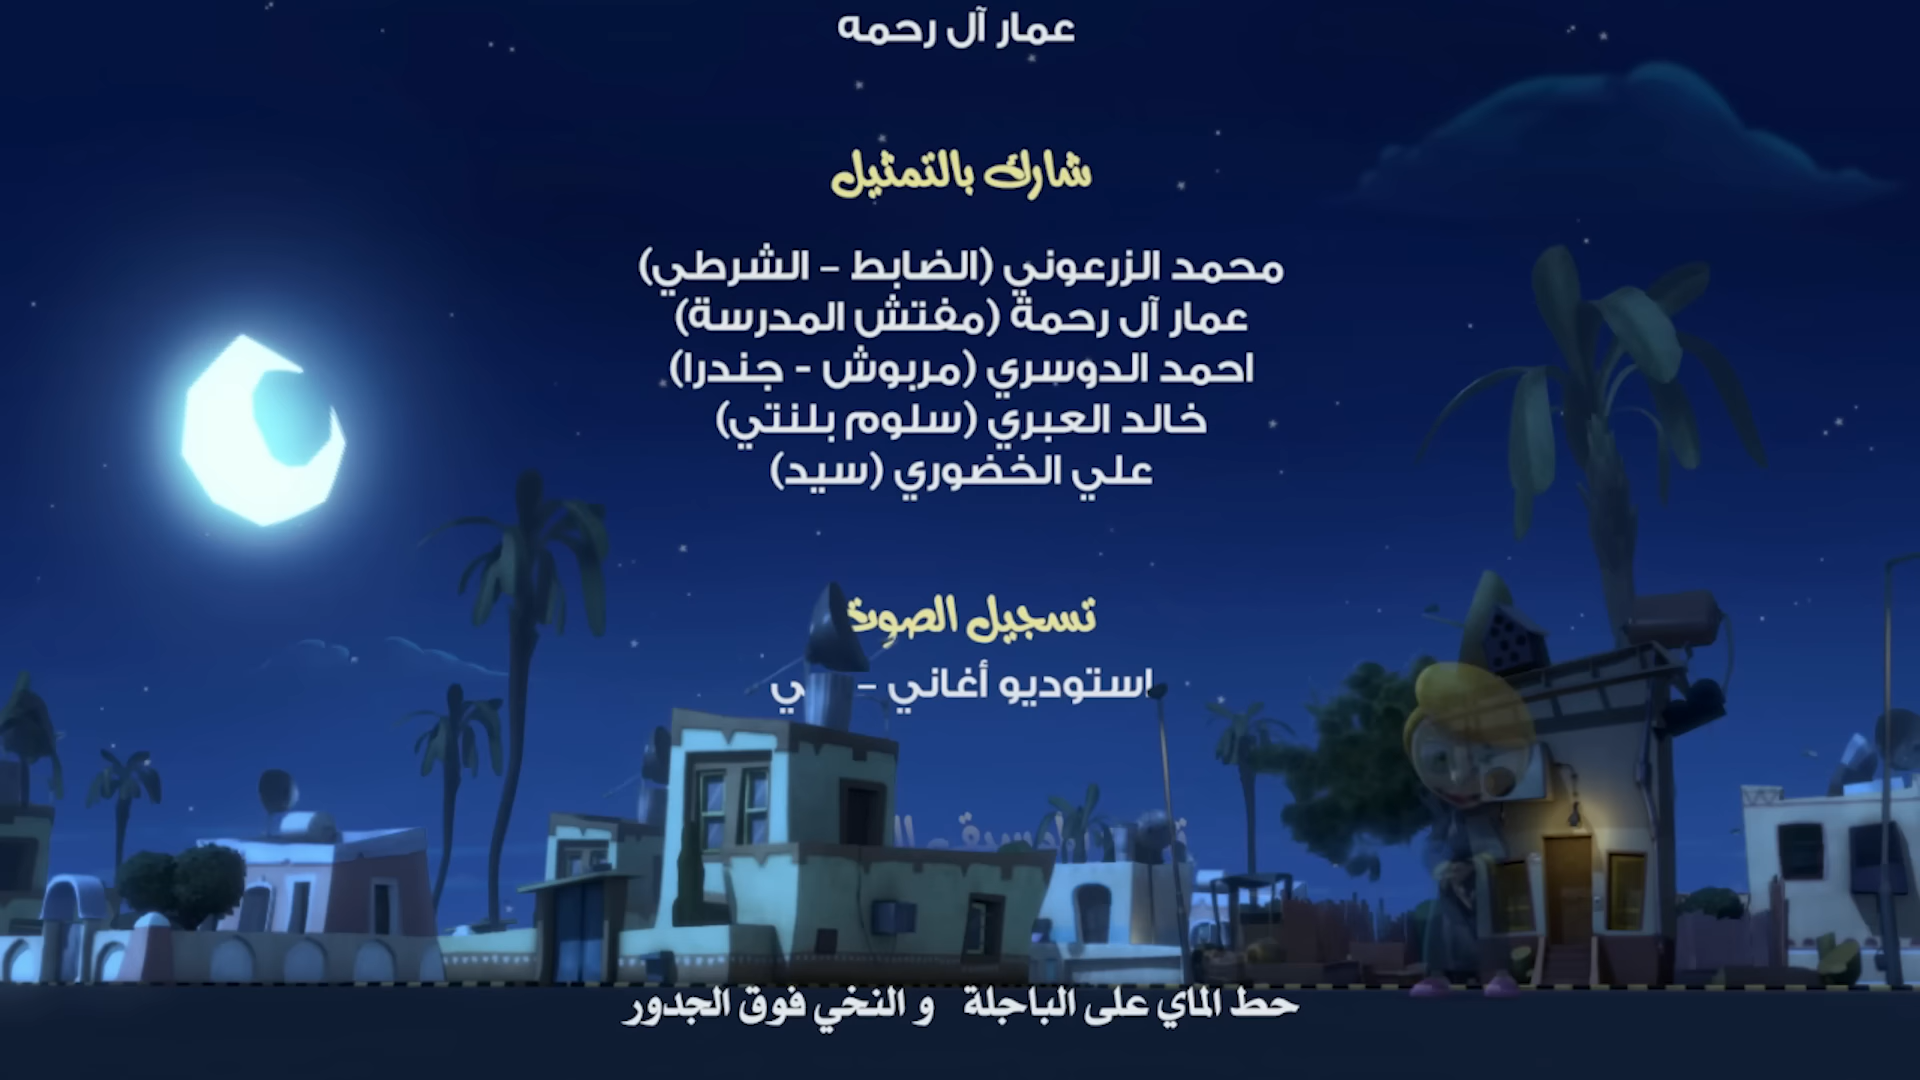 عمار آل رحمه
شارك بالتمثيل
محمد الزرعوني (الضابط – الشرطي)
عمار آل رحمة (مفتش المدرسة)
احمد الدوسري (مربوش - جندرا)
خالد العبري (سلوم بلنتي)
علي الخضوري (سيد)
تسجيل الصوت
استوديو أغاني –
حط الماي على الباجلة و النخي فوق الجدور